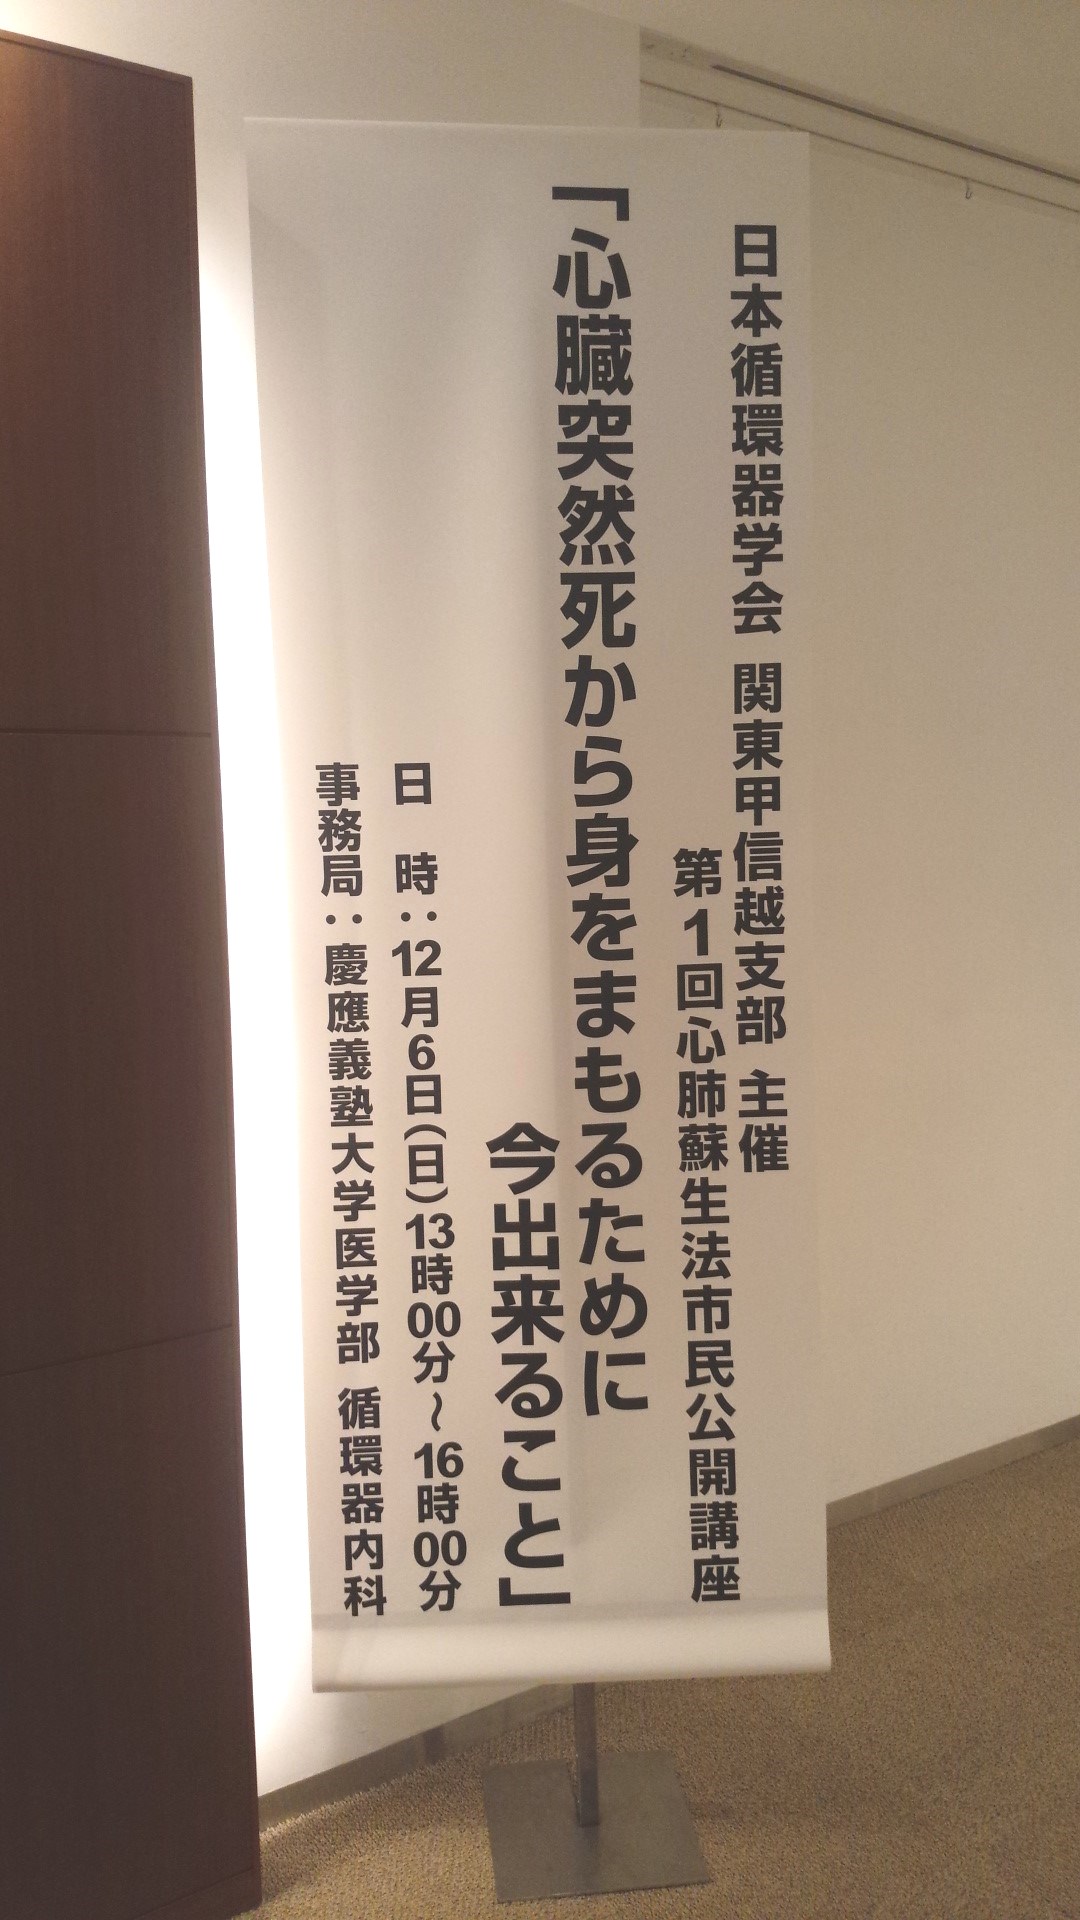 日本循環器学会 関東甲信越支部 主催
第1回心肺蘇生法市民公開講座
「心臓突然死から身をまもるために
今出来ること」
日 時：12月6日(日)13時00分～16時00分
事務局：慶應義塾大学医学部 循環器内科